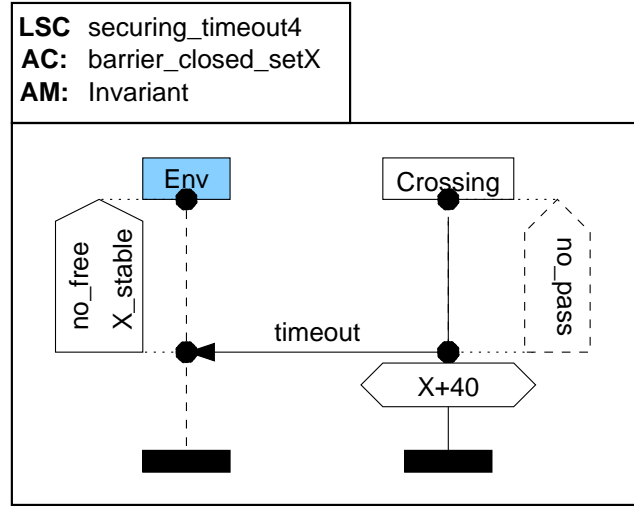 LSC securing_timeout4
AC: barrier_closed_setX
AM: Invariant
Env
Crossing
no_free
X_stable
no_pass
timeout
X+40